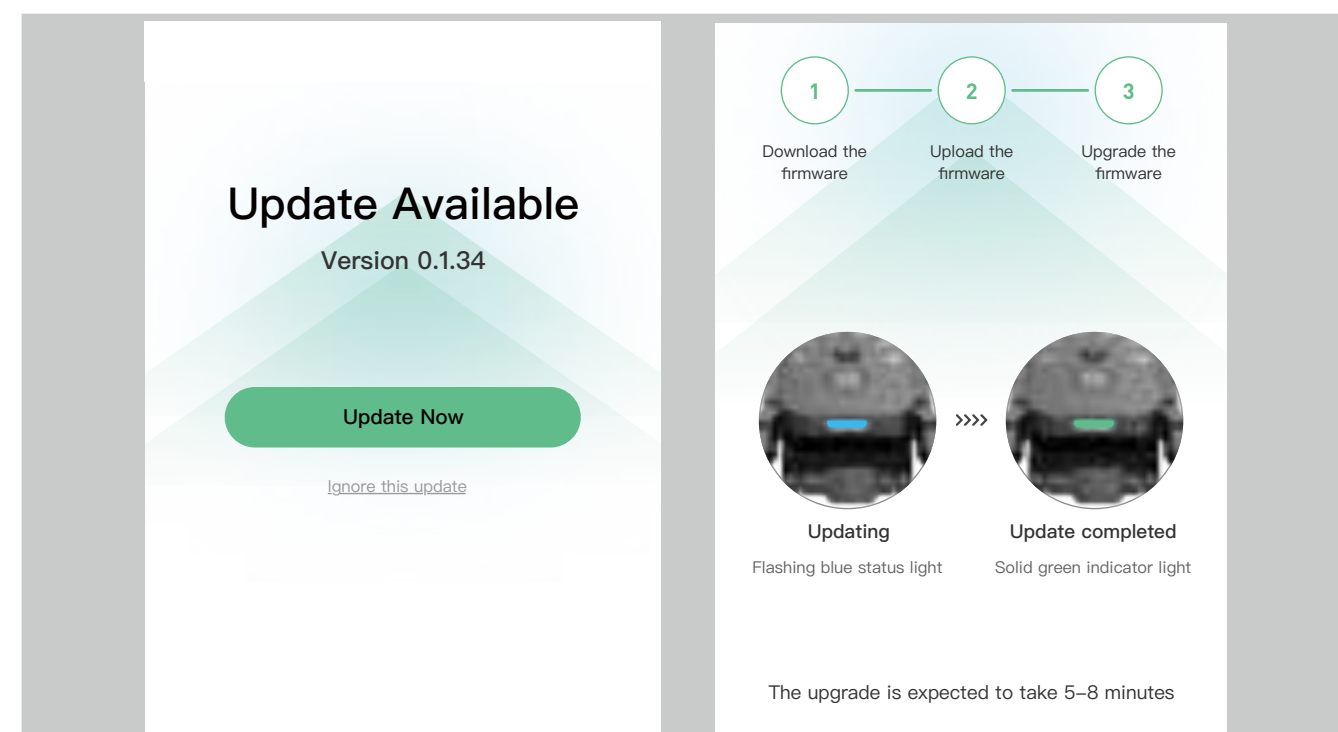 Update Available
Version 0.1.34
Update Now
Ignore this update
1
2
3
Download the
firmware
Upload the
firmware
Upgrade the
firmware
››››
Updating
Flashing blue status light
Update completed
Solid green indicator light
The upgrade is expected to take 5–8 minutes